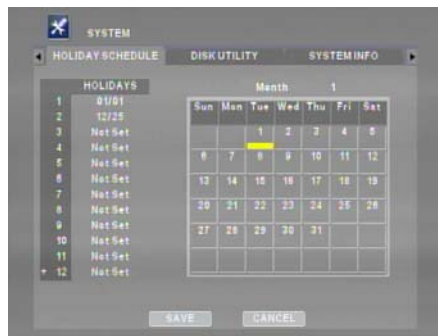 SYSTEM
HOLIDAY SCHEDULE DISK UTILITY SYSTEM INFO
HOLIDAYS
1 01/01
2 12/25
3 Not Set
4 Not Set
5 Not Set
6 Not Set
7 Not Set
8 Not Set
9 Not Set
10 Not Set
11 Not Set
+ 12 Not Set
Month 1
Sun Mon Tue Wed Thu Fri Sat
1 2 3 4 5
6 7 8 9 10 11 12
13 14 15 16 17 18 19
20 21 22 23 24 25 26
27 28 29 30 31
SAVE CANCEL